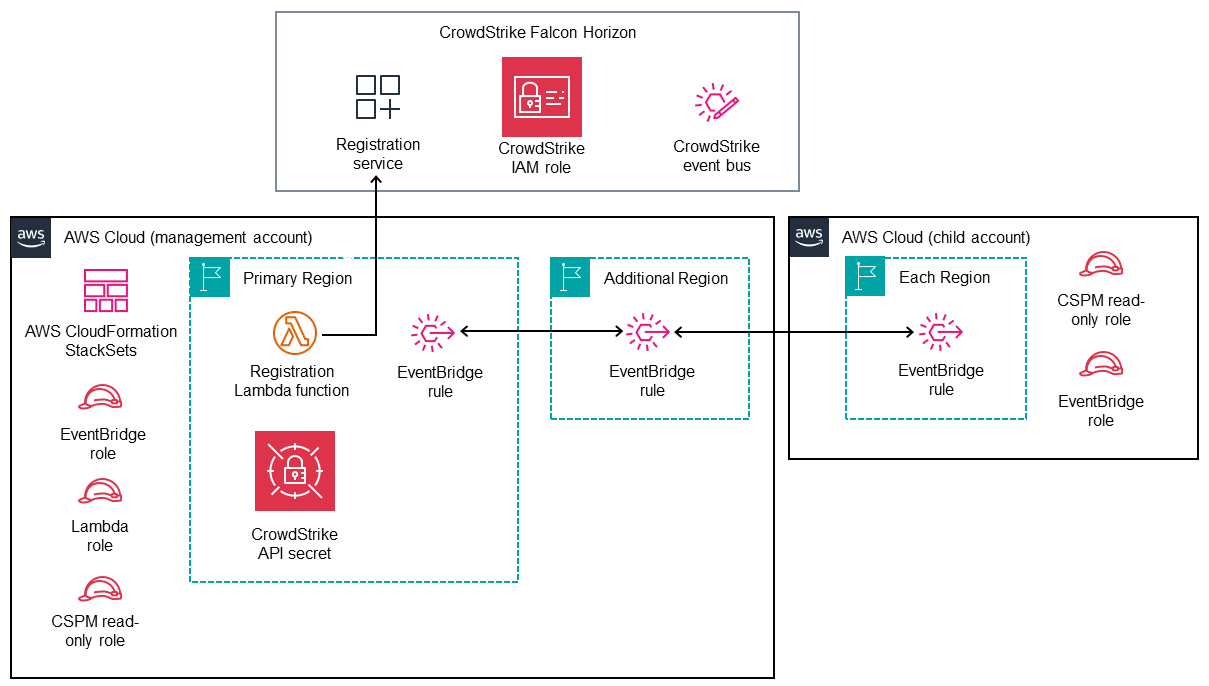 CrowdStrike Falcon Horizon
Registration
service
CrowdStrike
IAM role
CrowdStrike
event bus
aws
AWS Cloud (management account)
AWS CloudFormation
StackSets
EventBridge
role
Lambda
role
CSPM read-
only role
Primary Region
Registration
Lambda function
EventBridge
rule
CrowdStrike
API secret
Additional Region
EventBridge
rule
aws
AWS Cloud (child account)
Each Region
EventBridge
rule
CSPM read-
only role
EventBridge
role